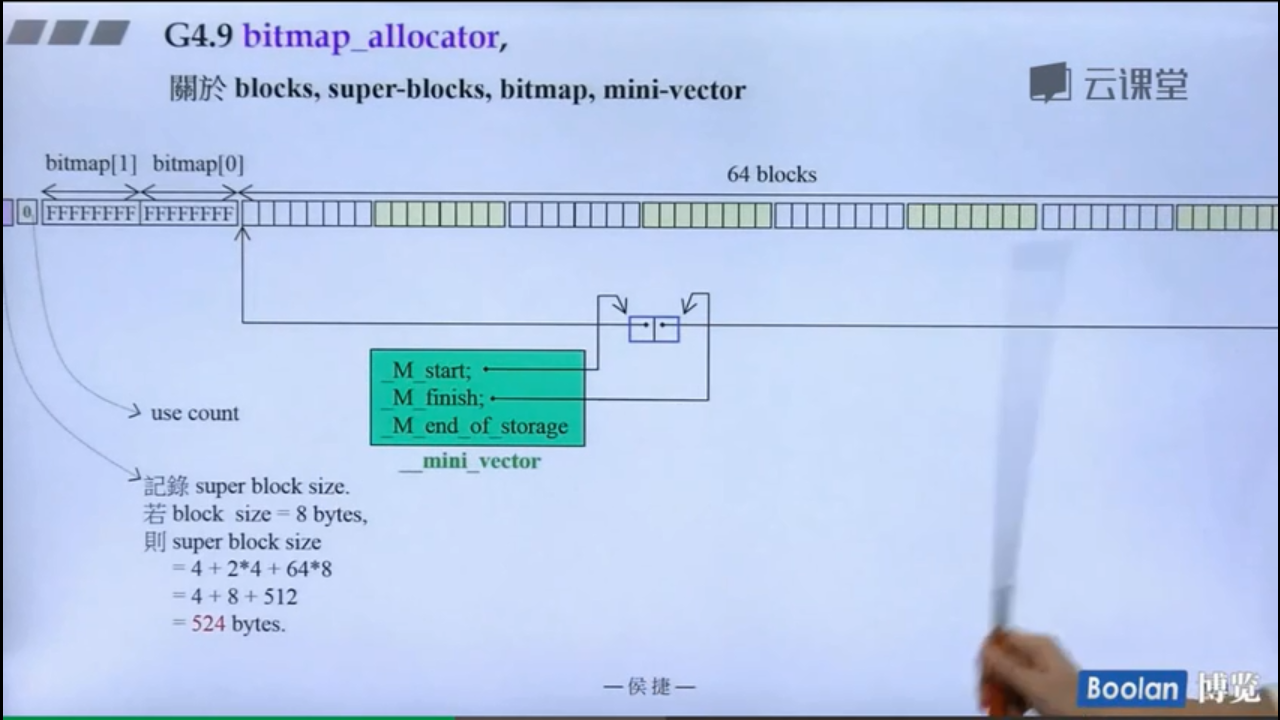 G4.9 bitmap_allocator,
關於 blocks, super-blocks, bitmap, mini-vector
云课堂
bitmap[1] bitmap[0]
64 blocks
0 FFFFFFFF FFFFFFFF
_M_start;
_M_finish;
_M_end_of_storage
__mini_vector
use count
記錄 super block size.
若 block size = 8 bytes,
則 super block size
= 4 + 2*4 + 64*8
= 4 + 8 + 512
= 524 bytes.
—侯捷—
Boolan 博览